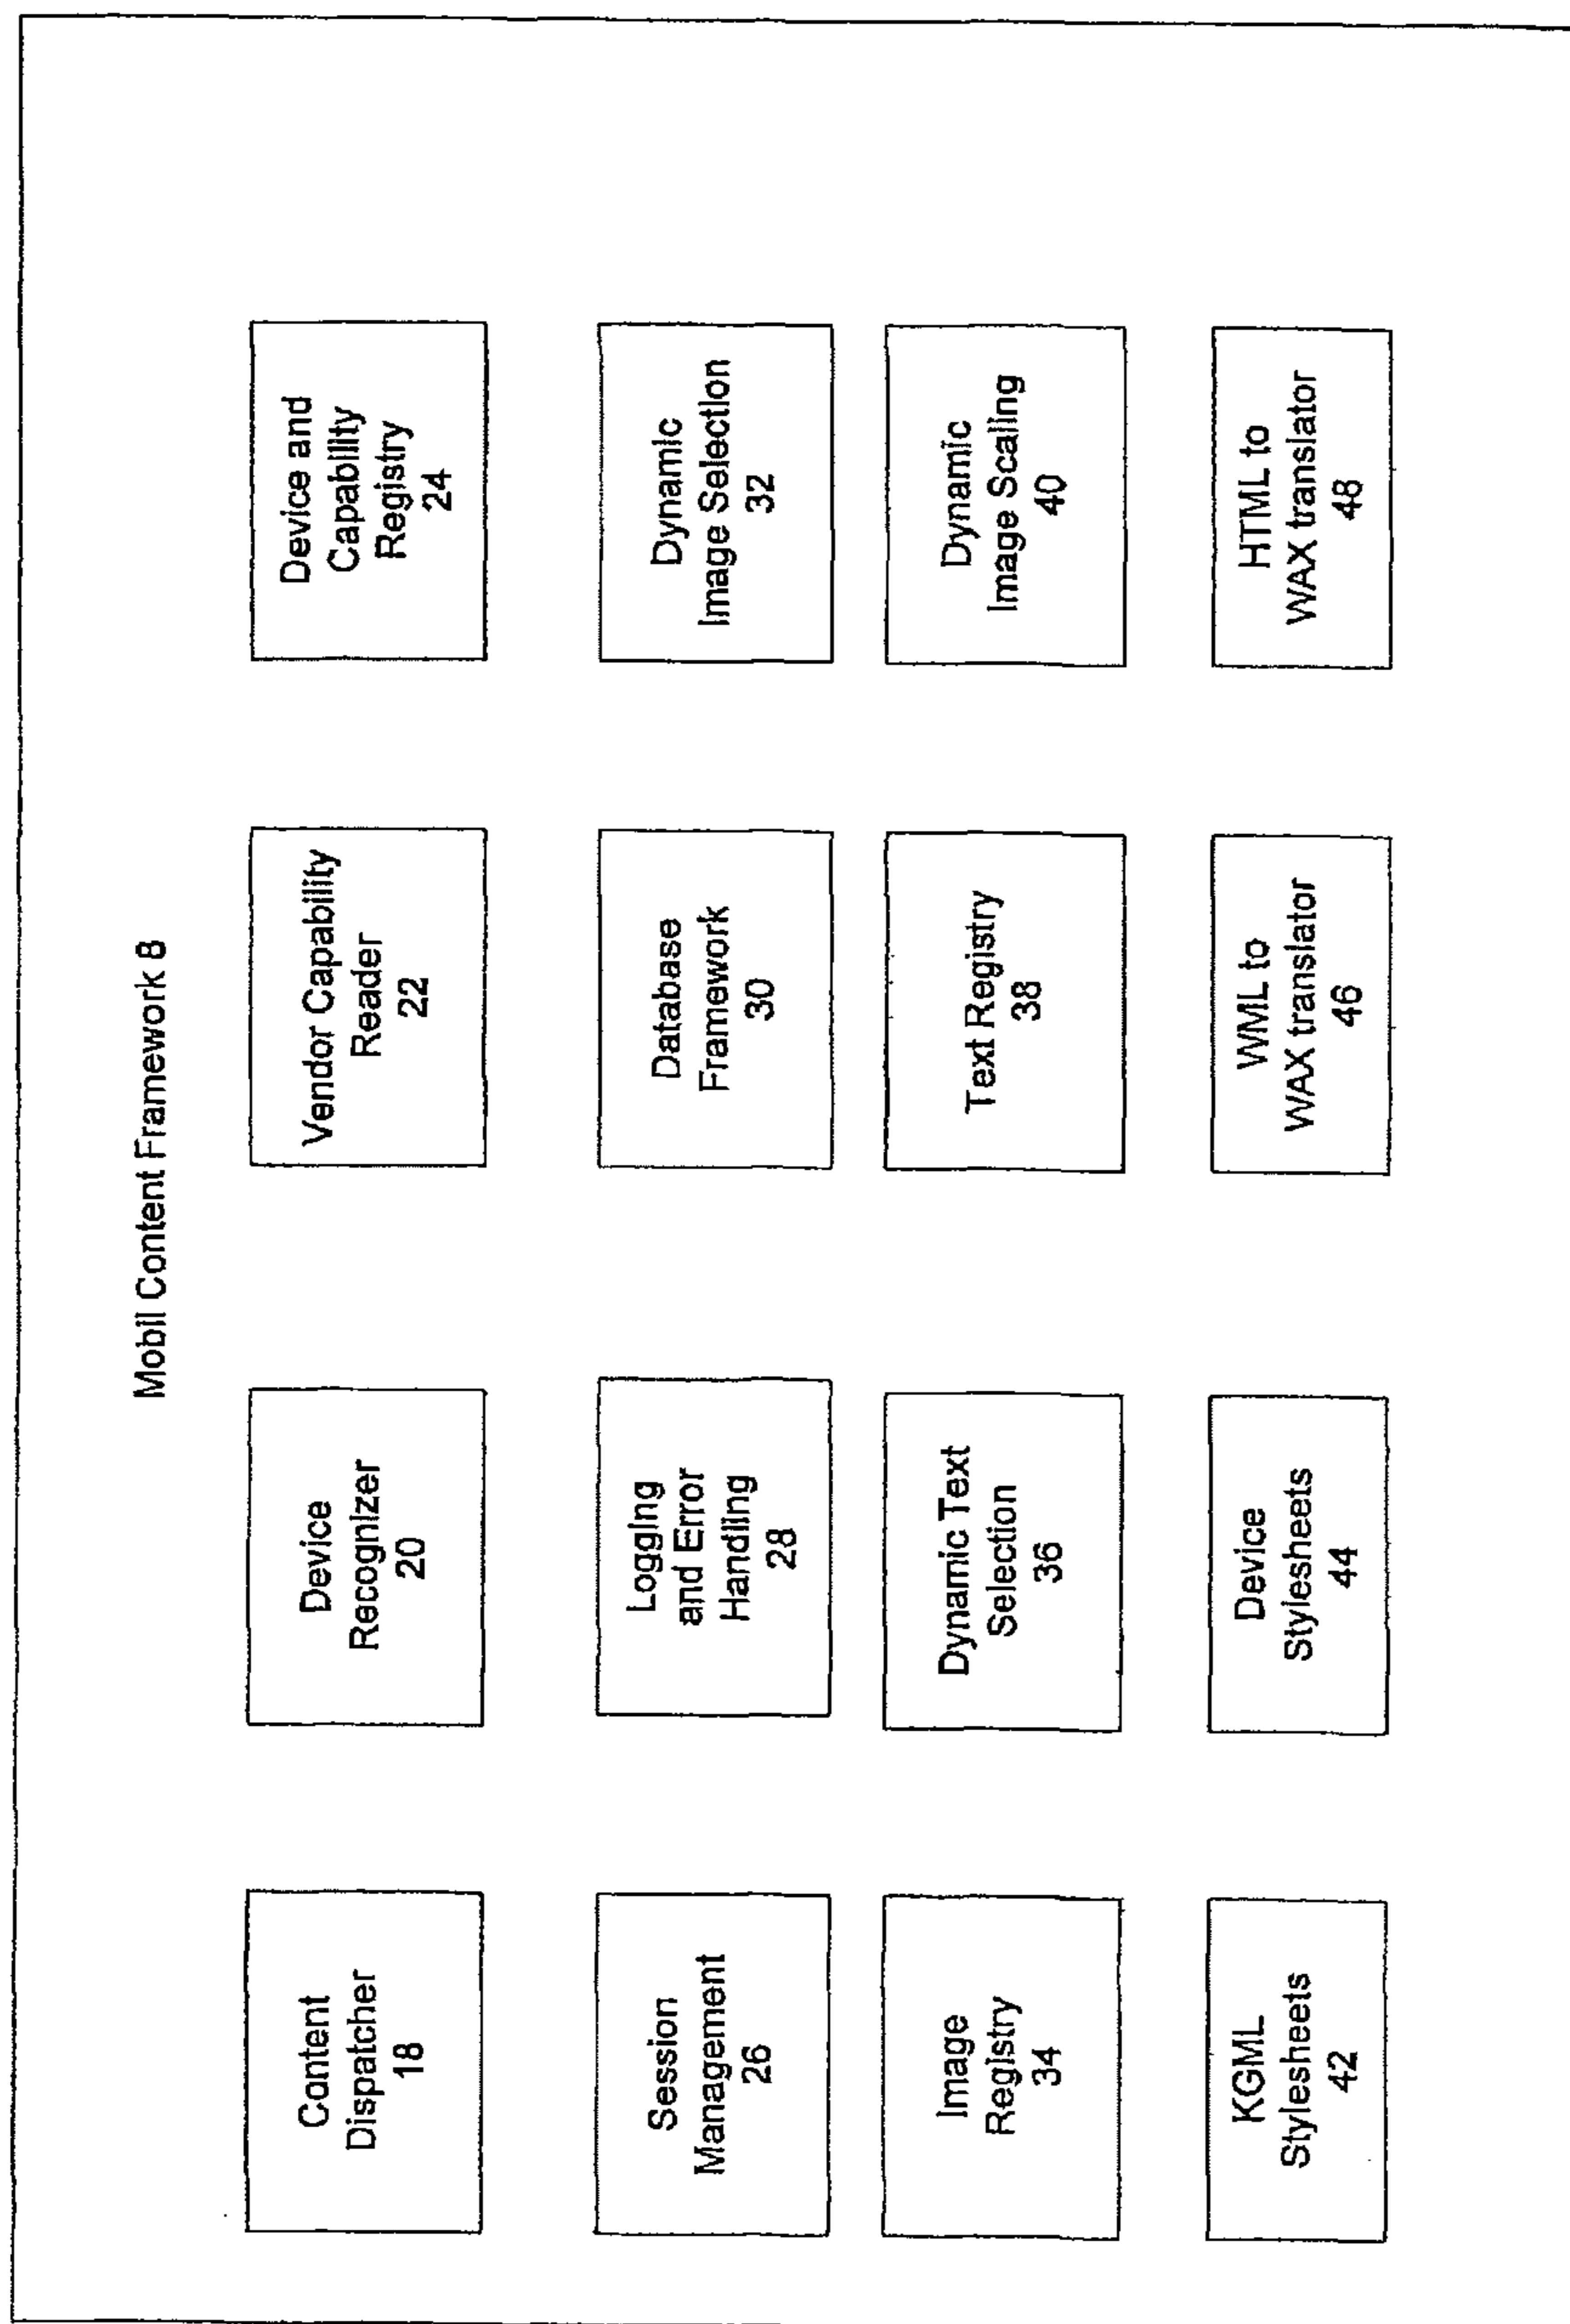 Mobil Content Framework 8
Content
Dispatcher
18
Device
Recognizer
20
Vendor Capability
Reader
22
Device and
Capability
Registry
24
Session
Management
26
Logging
and Error
Handling
28
Database
Framework
30
Dynamic
Image Selection
32
Image
Registry
34
Dynamic Text
Selection
36
Text Registry
38
Dynamic
Image Scaling
40
KGML
Stylesheets
42
Device
Stylesheets
44
WML to
WAX translator
46
HTML to
WAX translator
48